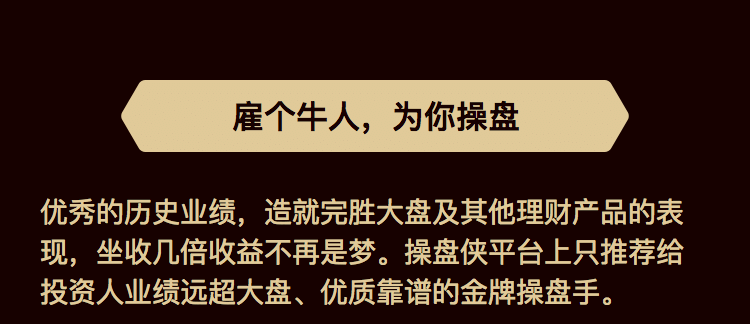 雇个牛人，为你操盘
优秀的历史业绩，造就完胜大盘及其他理财产品的表
现，坐收几倍收益不再是梦。操盘侠平台上只推荐给
投资人业绩远超大盘、优质靠谱的金牌操盘手。